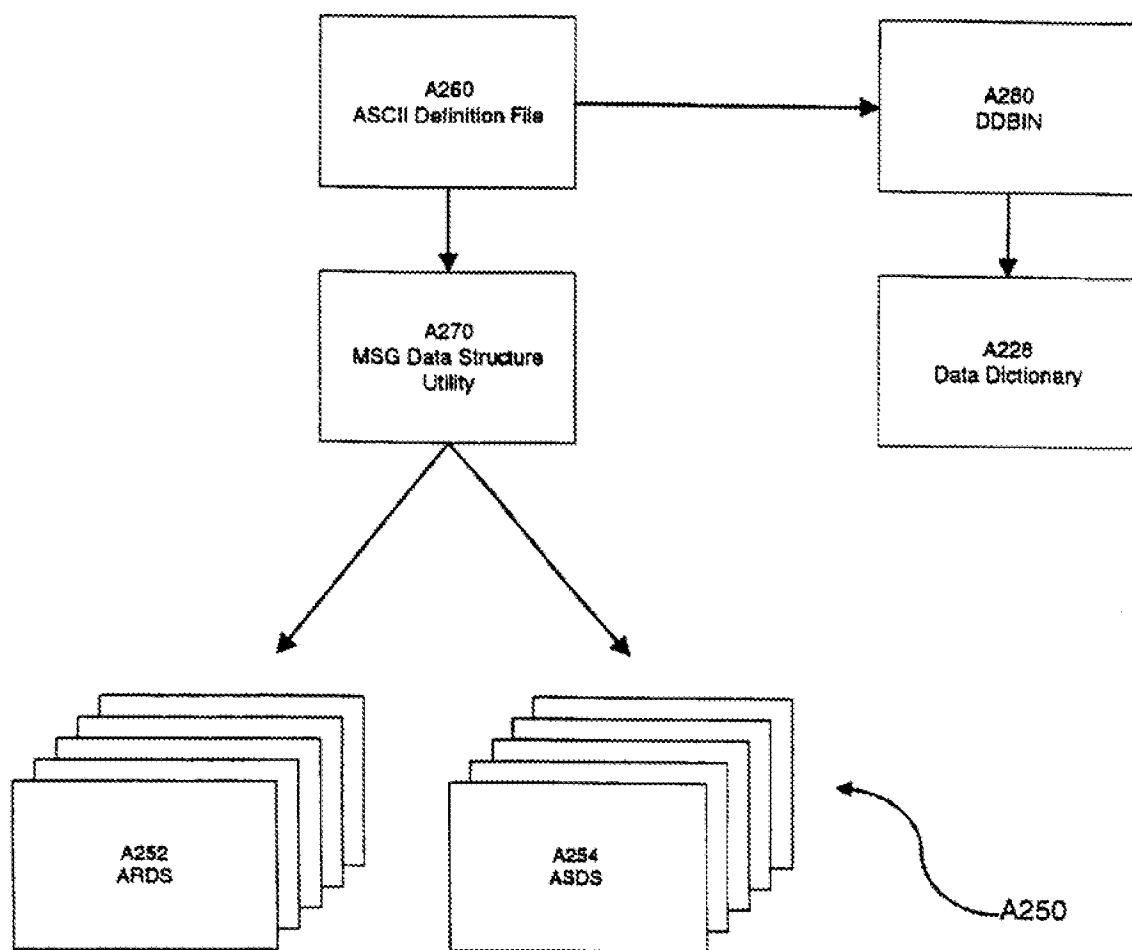 A260
ASCII Definition File
A280
DDBIN
A270
MSG Data Structure
Utility
A228
Data Dictionary
A252
ARDS
A254
ASDS
A250